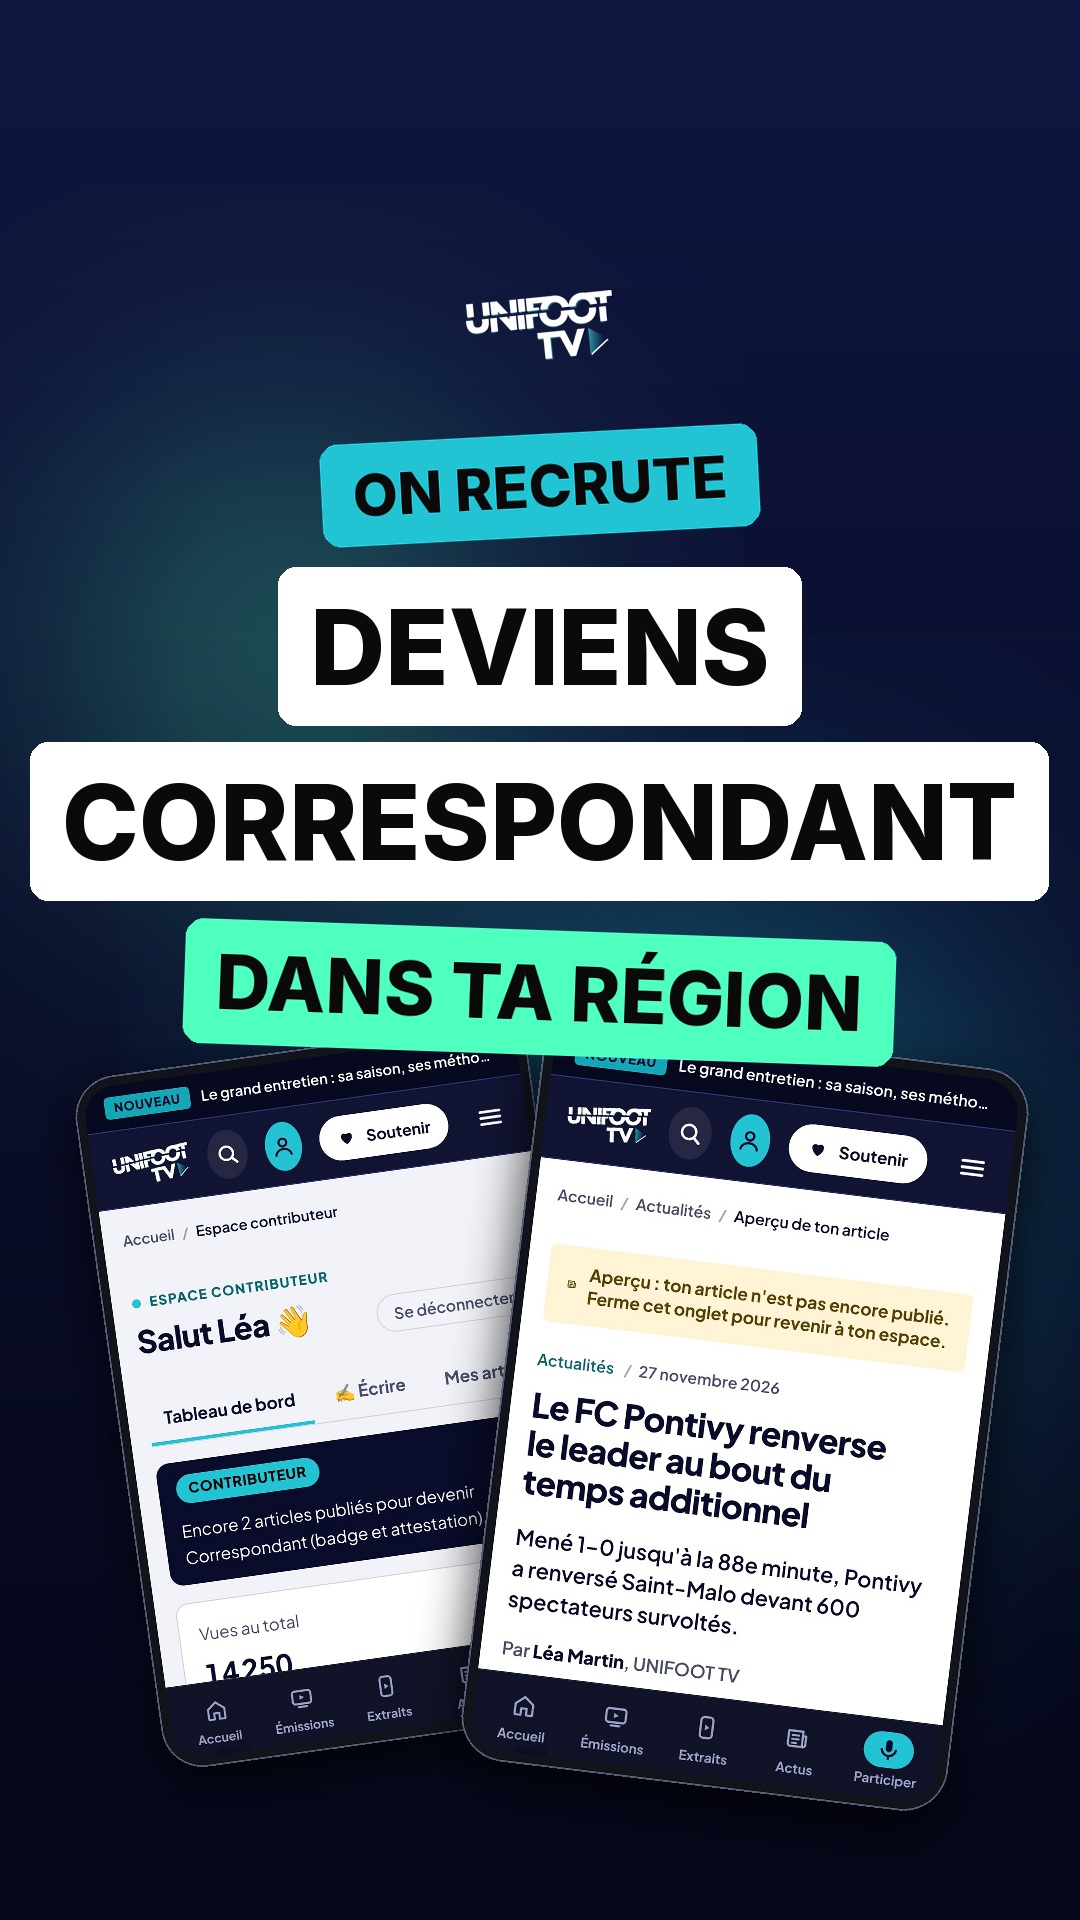 UNIFOOT
TV
ON RECRUTE
DEVIENS
CORRESPONDANT
DANS TA RÉGION
NOUVEAU Le grand entretien : sa saison, ses métho...
UNIFOOT
TV
Soutenir
Accueil / Espace contributeur
ESPACE CONTRIBUTEUR
Salut Léa 👋
Se déconnecter
Tableau de bord ✍️ Écrire Mes art
CONTRIBUTEUR
Encore 2 articles publiés pour devenir
Correspondant (badge et attestation)
Vues au total
14250
Accueil Émissions Extraits A
NOUVEAU Le grand entretien : sa saison, ses métho...
UNIFOOT
TV
Soutenir
Accueil / Actualités / Aperçu de ton article
Aperçu : ton article n'est pas encore publié.
Ferme cet onglet pour revenir à ton espace.
Actualités / 27 novembre 2026
Le FC Pontivy renverse
le leader au bout du
temps additionnel
Mené 1-0 jusqu'à la 88e minute, Pontivy
a renversé Saint-Malo devant 600
spectateurs survoltés.
Par Léa Martin, UNIFOOT TV
Accueil Émissions Extraits Actus Participer